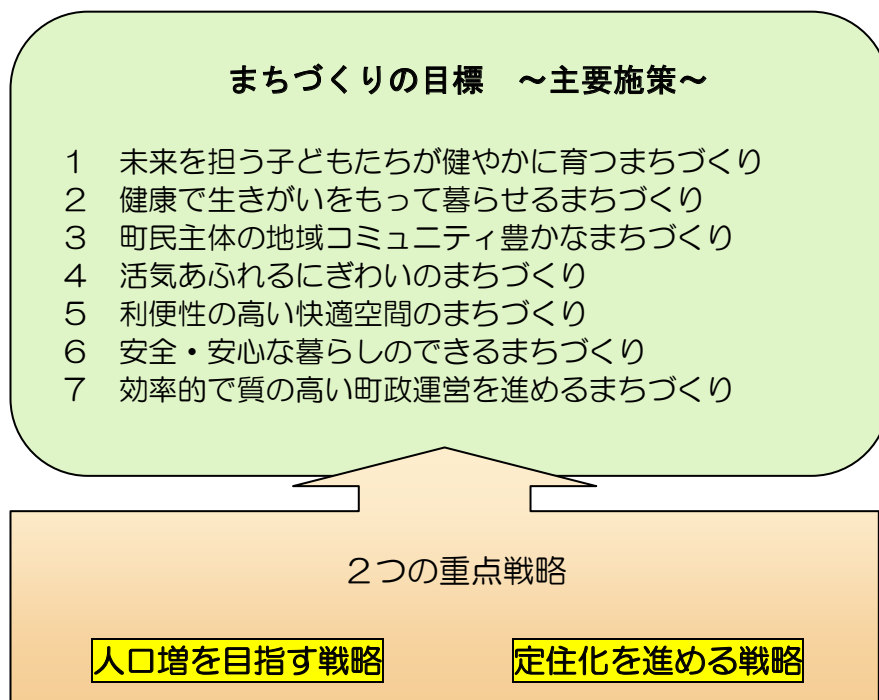 まちづくりの目標　～主要施策～
１　未来を担う子どもたちが健やかに育つまちづくり
２　健康で生きがいをもって暮らせるまちづくり
３　町民主体の地域コミュニティ豊かなまちづくり
４　活気あふれるにぎわいのまちづくり
５　利便性の高い快適空間のまちづくり
６　安全・安心な暮らしのできるまちづくり
７　効率的で質の高い町政運営を進めるまちづくり
２つの重点戦略
人口増を目指す戦略　定住化を進める戦略